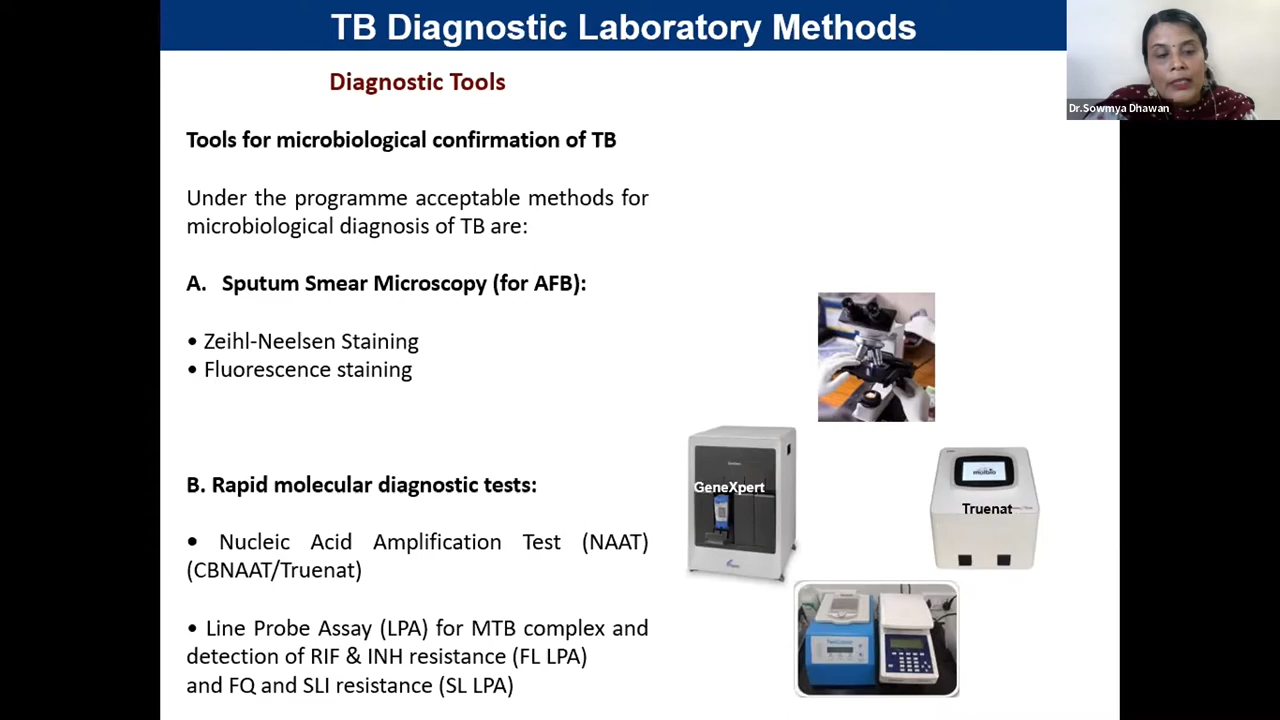 TB Diagnostic Laboratory Methods
Dr.Sowmya Dhawan
Diagnostic Tools
Tools for microbiological confirmation of TB
Under the programme acceptable methods for
microbiological diagnosis of TB are:
A. Sputum Smear Microscopy (for AFB):
• Zeihl-Neelsen Staining
• Fluorescence staining
B. Rapid molecular diagnostic tests:
• Nucleic Acid Amplification Test (NAAT)
(CBNAAT/Truenat)
• Line Probe Assay (LPA) for MTB complex and
detection of RIF & INH resistance (FL LPA)
and FQ and SLI resistance (SL LPA)
GeneXpert
molbio
Truenat